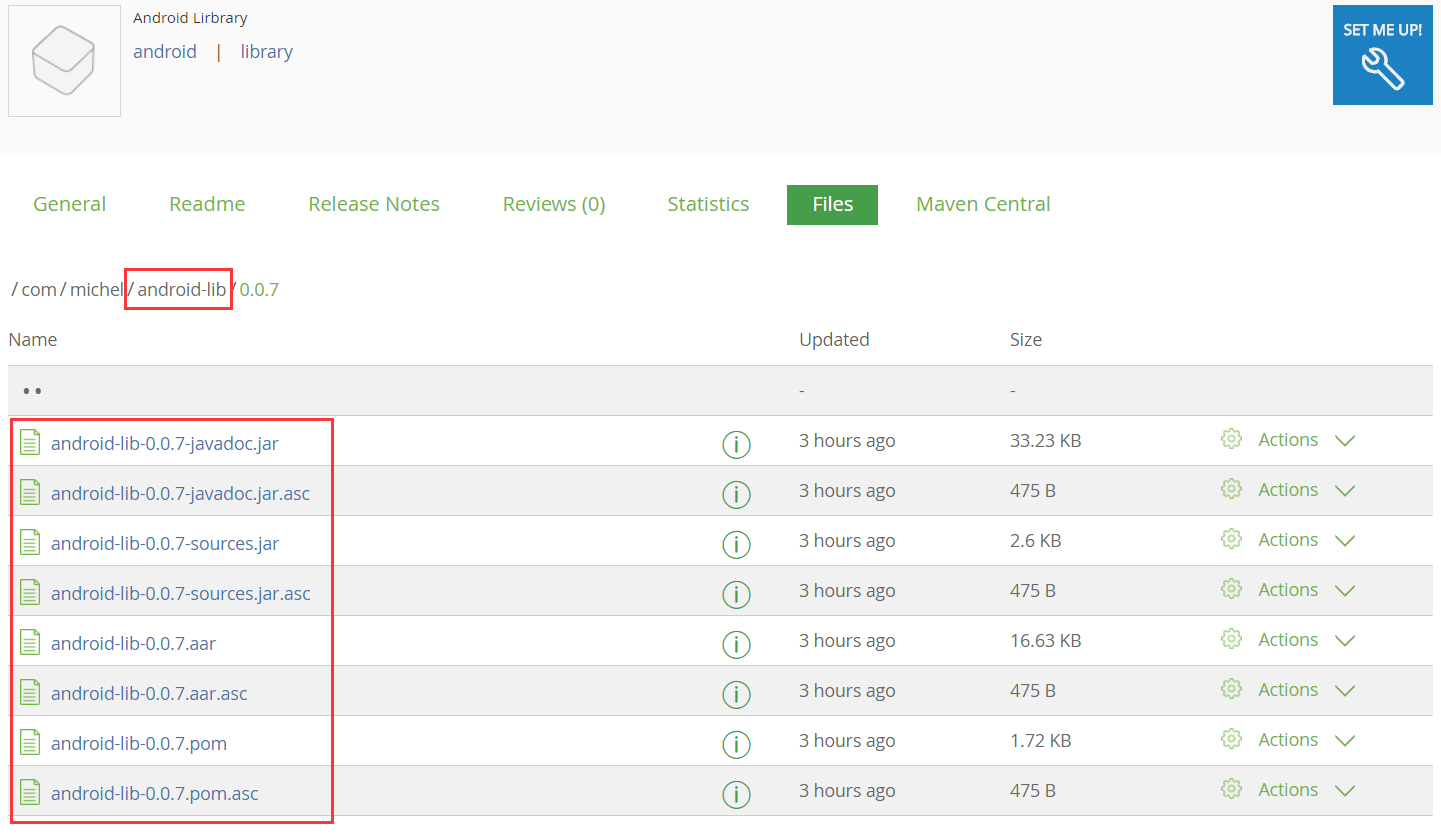 Android Lirbrary
android | library
SET ME UP!
General Readme Release Notes Reviews (0) Statistics Files Maven Central
/ com / michel / android-lib / 0.0.7
Name Updated Size
•• - -
android-lib-0.0.7-javadoc.jar 3 hours ago 33.23 KB Actions
android-lib-0.0.7-javadoc.jar.asc 3 hours ago 475 B Actions
android-lib-0.0.7-sources.jar 3 hours ago 2.6 KB Actions
android-lib-0.0.7-sources.jar.asc 3 hours ago 475 B Actions
android-lib-0.0.7.aar 3 hours ago 16.63 KB Actions
android-lib-0.0.7.aar.asc 3 hours ago 475 B Actions
android-lib-0.0.7.pom 3 hours ago 1.72 KB Actions
android-lib-0.0.7.pom.asc 3 hours ago 475 B Actions